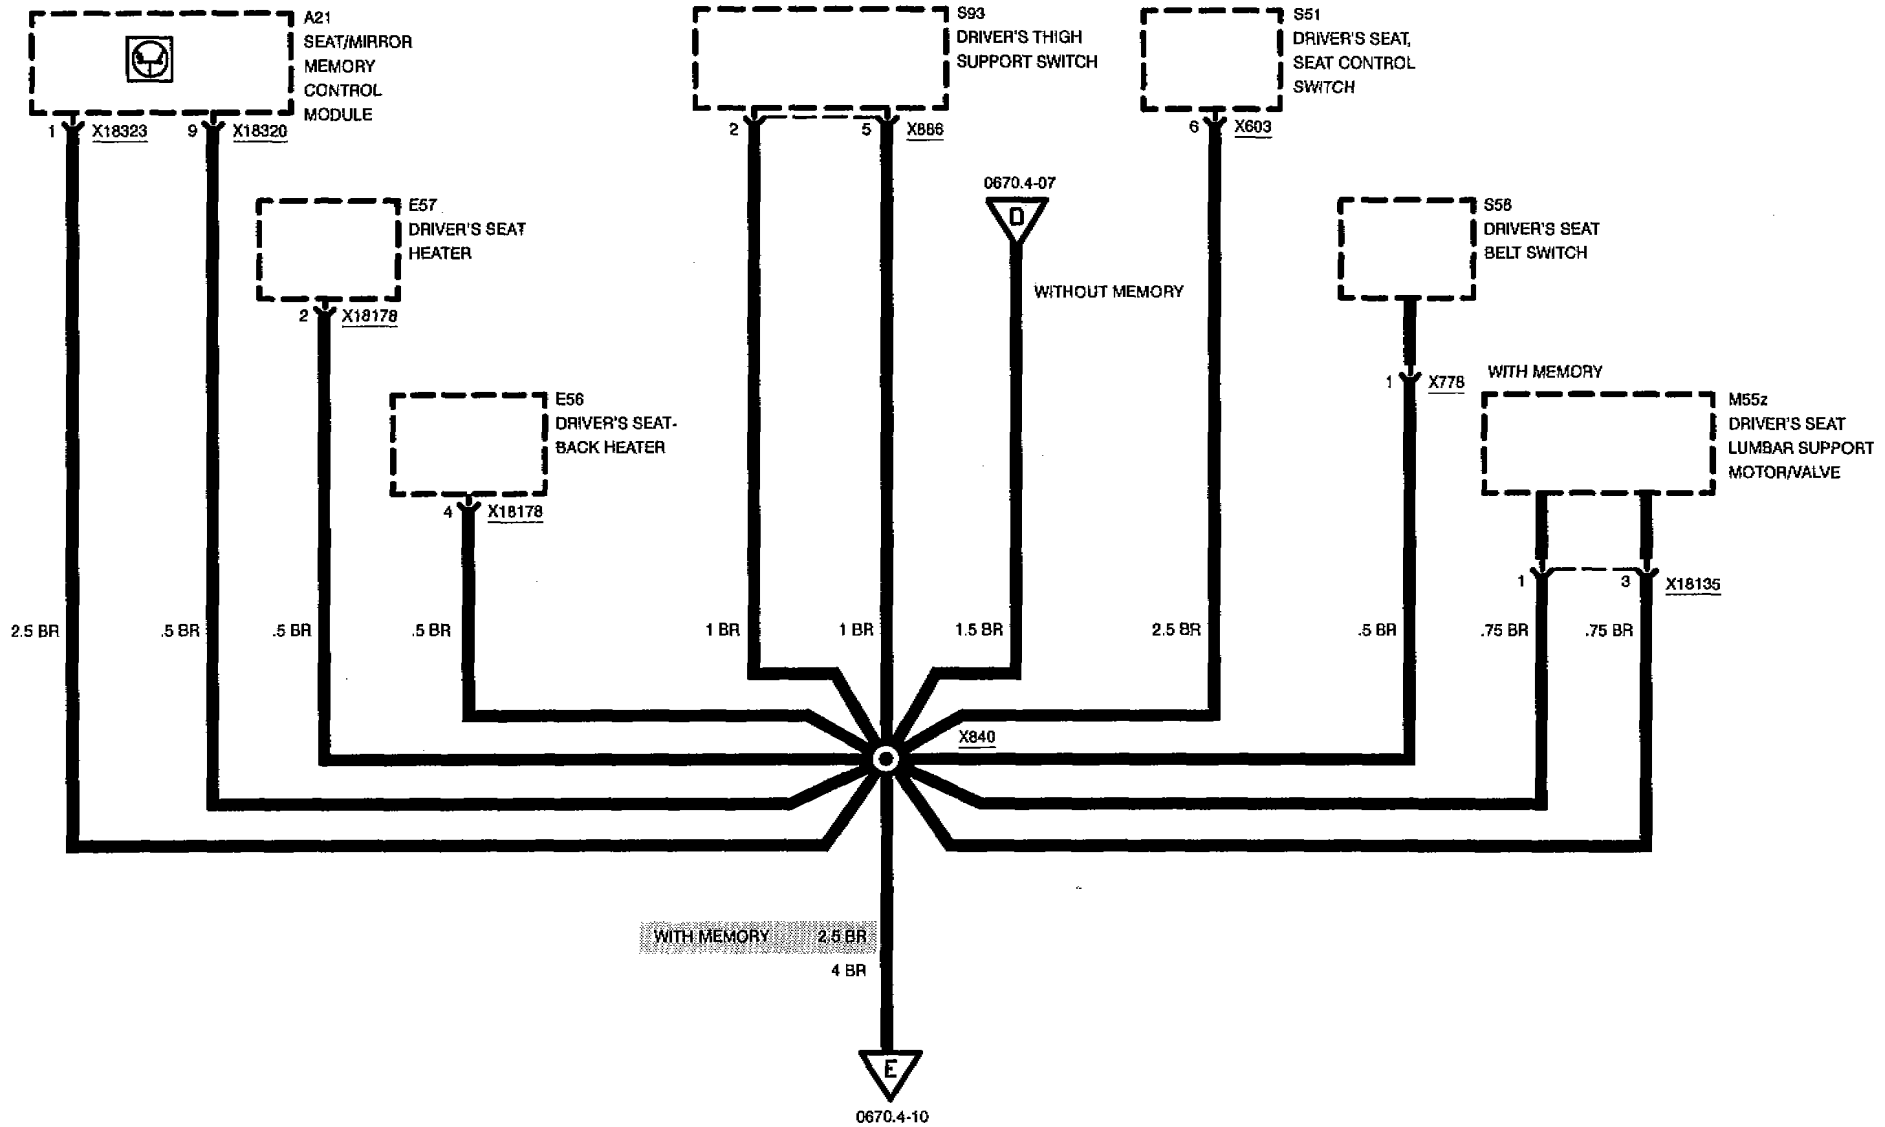 A21
SEAT/MIRROR
MEMORY
CONTROL
MODULE
S93
DRIVER'S THIGH
SUPPORT SWITCH
S51
DRIVER'S SEAT,
SEAT CONTROL
SWITCH
1 X18323
9 X18320
2
5 X886
6 X603
0670.4-07
D
WITHOUT MEMORY
E57
DRIVER'S SEAT
HEATER
2 X18178
S58
DRIVER'S SEAT
BELT SWITCH
1 X778
E56
DRIVER'S SEAT-
BACK HEATER
4 X18178
WITH MEMORY
M55z
DRIVER'S SEAT
LUMBAR SUPPORT
MOTOR/VALVE
1
3 X18135
2.5 BR
.5 BR
.5 BR
.5 BR
1 BR
1 BR
1.5 BR
2.5 BR
.5 BR
.75 BR
.75 BR
X840
WITH MEMORY 2.5 BR
4 BR
E
0670.4-10